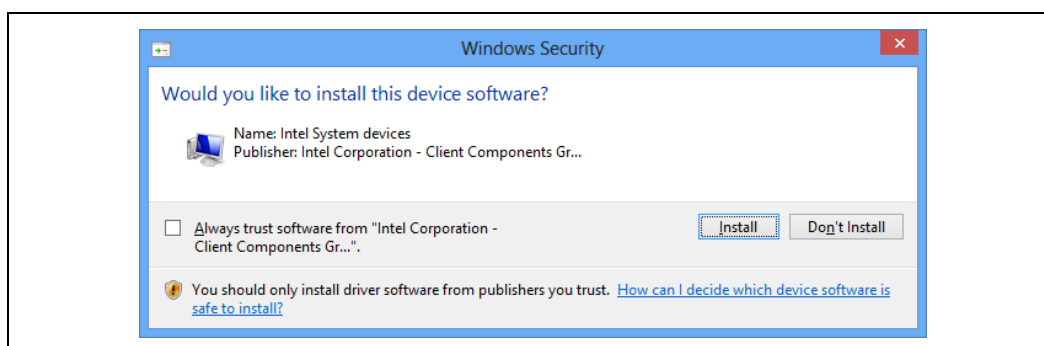 Windows Security
Would you like to install this device software?
Name: Intel System devices
Publisher: Intel Corporation - Client Components Gr...
Always trust software from "Intel Corporation -
Client Components Gr...".
Install
Don't Install
You should only install driver software from publishers you trust. How can I decide which device software is
safe to install?